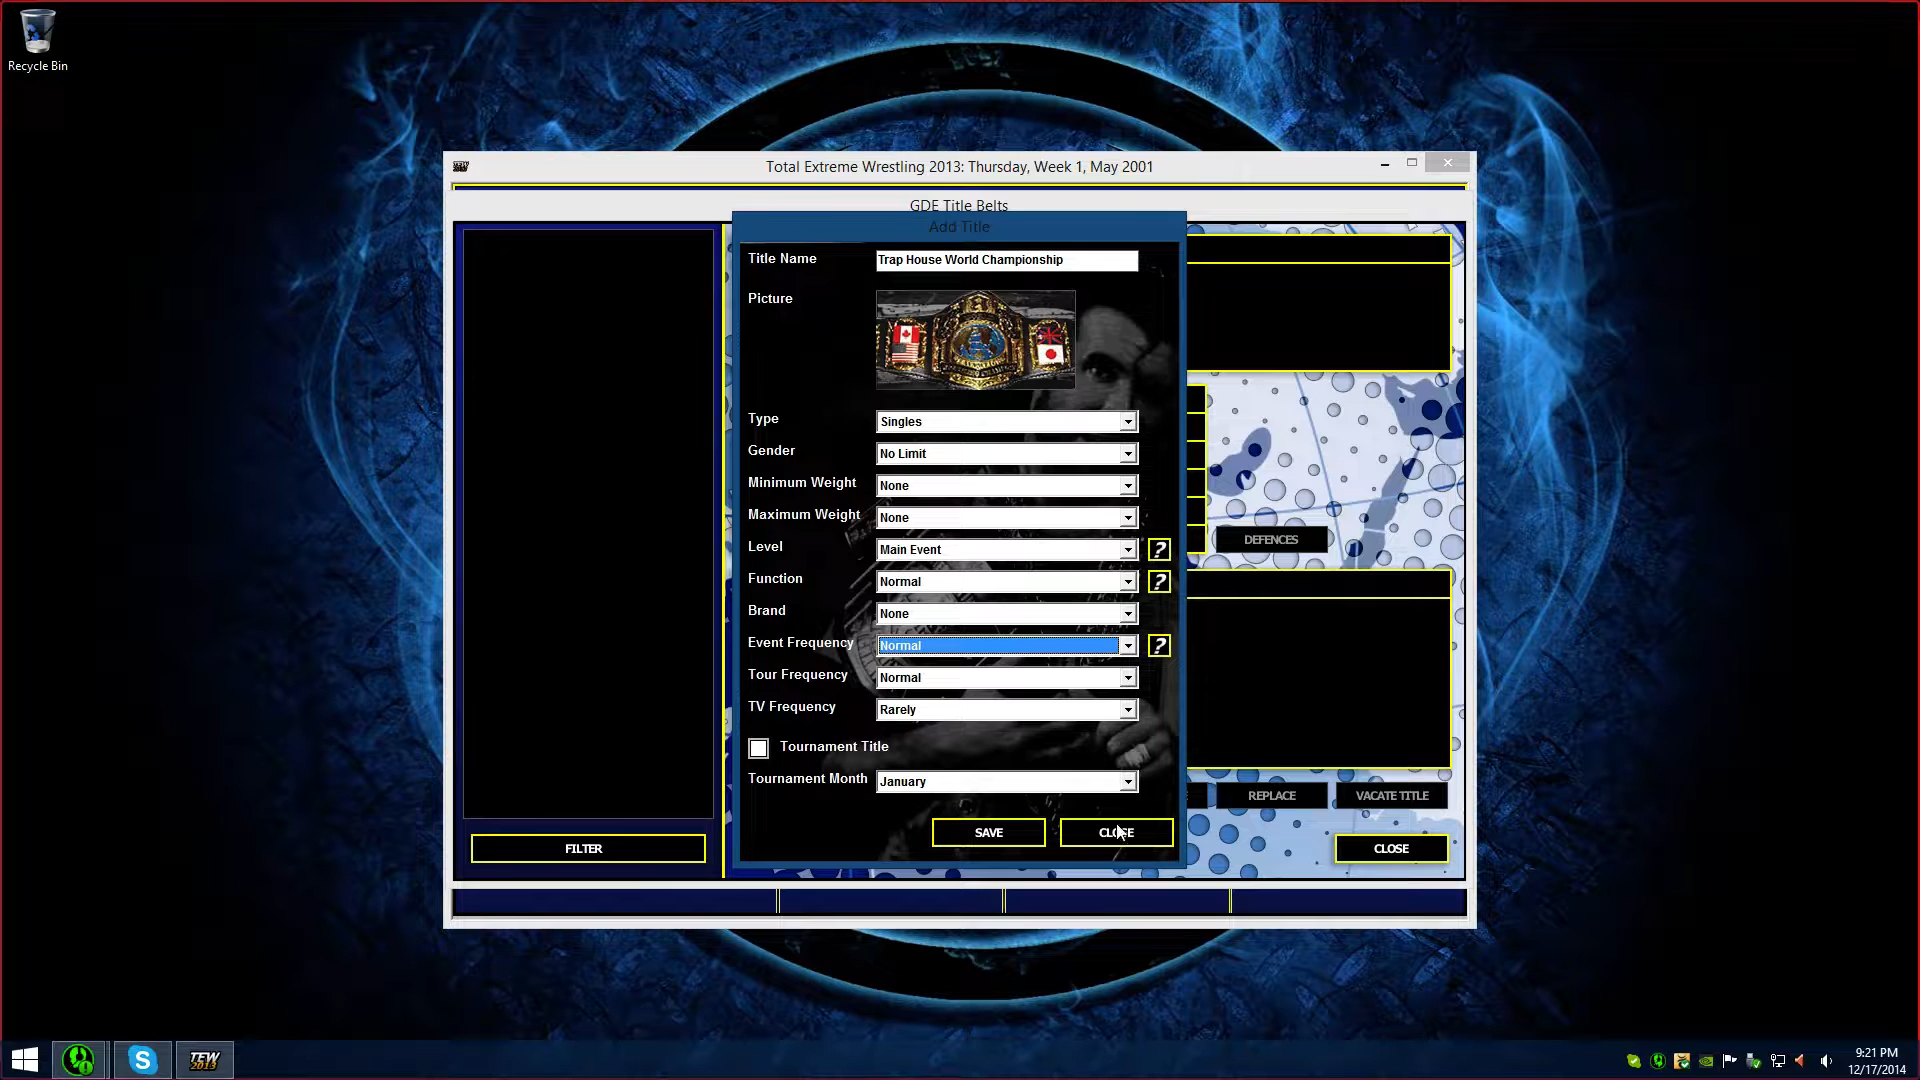 Recycle Bin
Total Extreme Wrestling 2013: Thursday, Week 1, May 2001
GDE Title Belts
Add Title
Title Name Trap House World Championship
Picture
Type Singles
Gender No Limit
Minimum Weight None
Maximum Weight None
Level Main Event ?
Function Normal ?
Brand None
Event Frequency Normal ?
Tour Frequency Normal
TV Frequency Rarely
Tournament Title
Tournament Month January
SAVE CLOSE
DEFENCES
REPLACE VACATE TITLE
FILTER
CLOSE
TEW
2013
9:21 PM
12/17/2014